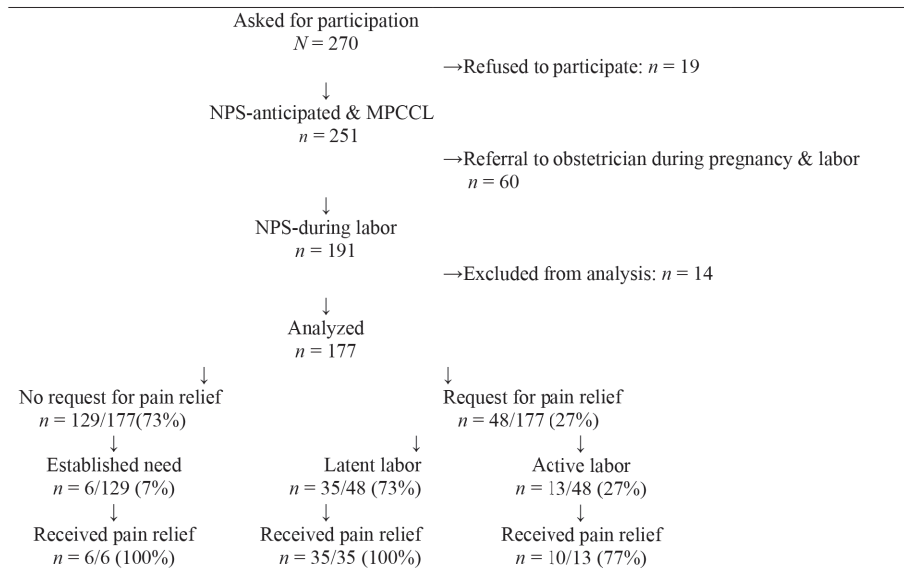 Asked for participation
N = 270
→Refused to participate: n = 19
↓
NPS-anticipated & MPCCL
n = 251
→Referral to obstetrician during pregnancy & labor
n = 60
↓
NPS-during labor
n = 191
→Excluded from analysis: n = 14
↓
Analyzed
n = 177
↓ ↓
No request for pain relief Request for pain relief
n = 129/177(73%) n = 48/177 (27%)
↓ ↓ ↓
Established need Latent labor Active labor
n = 6/129 (7%) n = 35/48 (73%) n = 13/48 (27%)
↓ ↓ ↓
Received pain relief Received pain relief Received pain relief
n = 6/6 (100%) n = 35/35 (100%) n = 10/13 (77%)